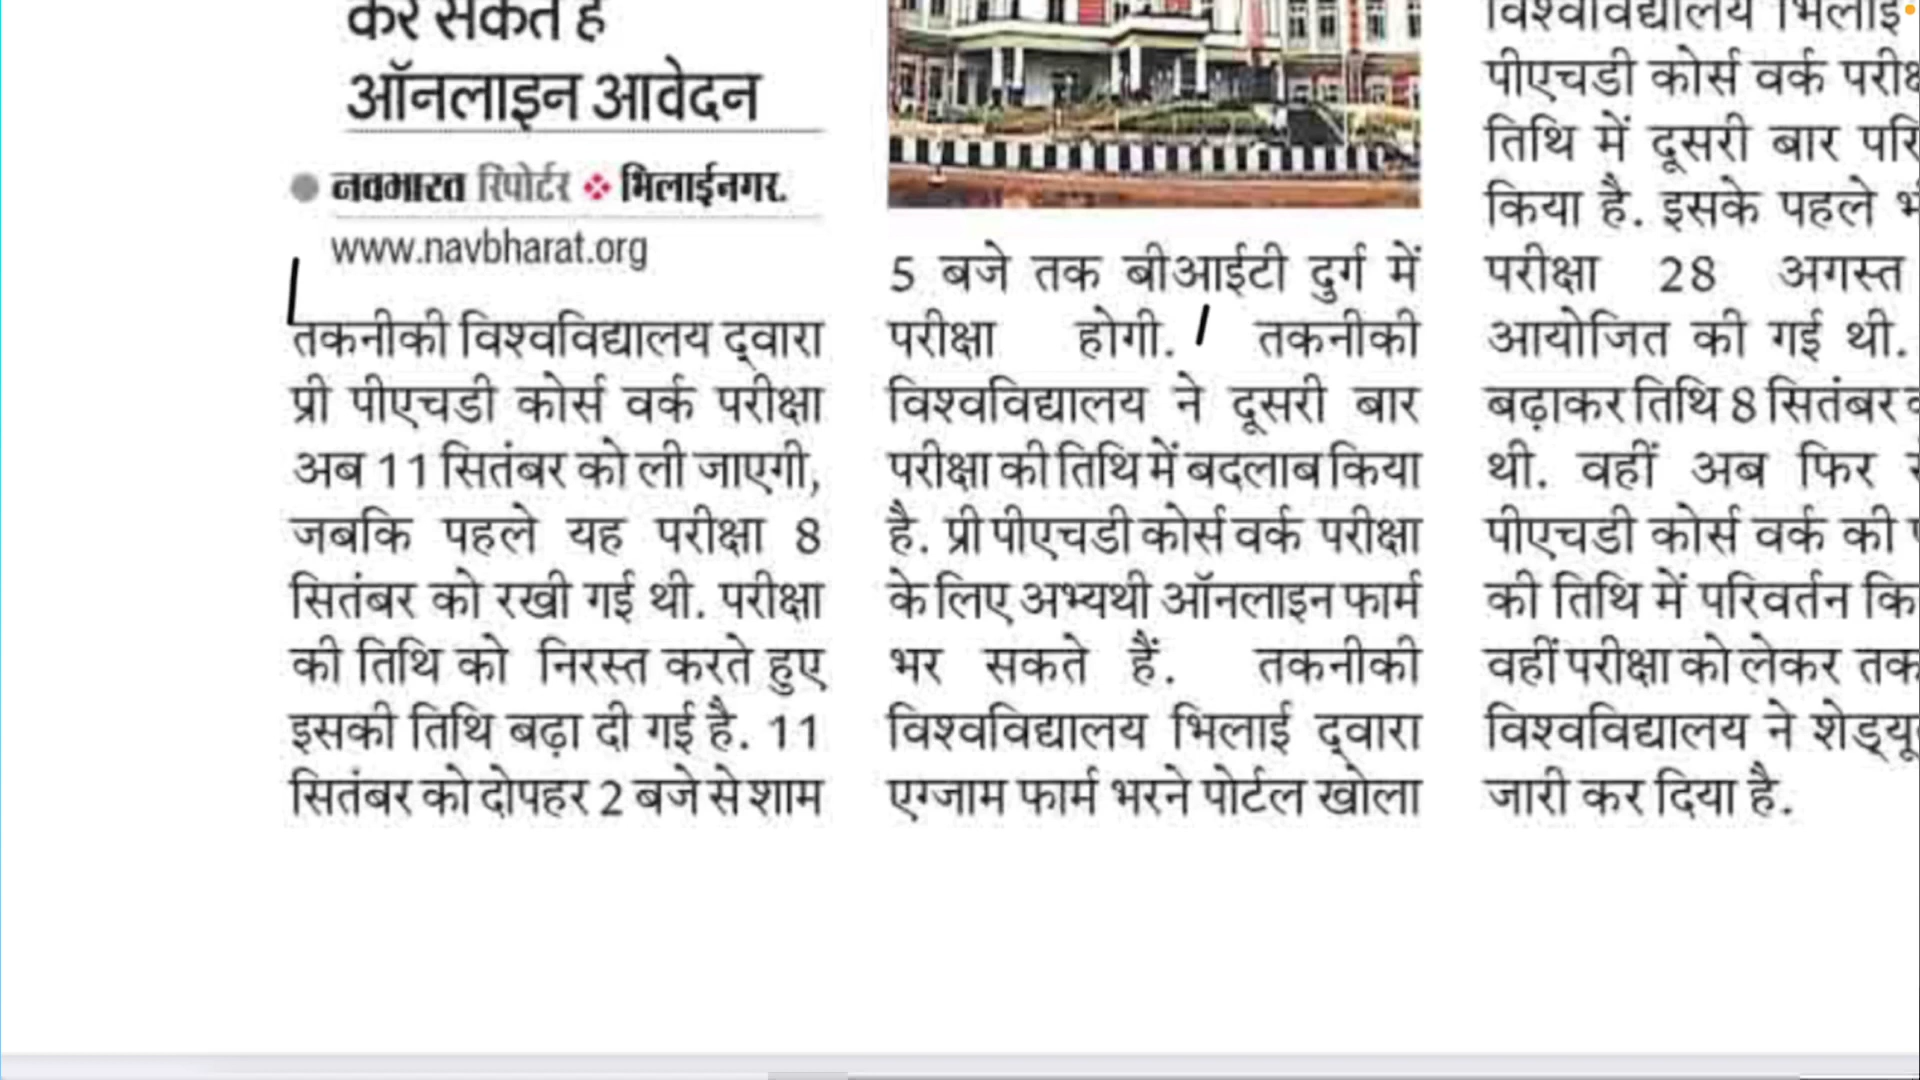 कर सकते हैं
ऑनलाइन आवेदन
नवभारत रिपोर्टर भिलाईनगर.
www.navbharat.org
तकनीकी विश्वविद्यालय द्वारा
प्री पीएचडी कोर्स वर्क परीक्षा
अब 11 सितंबर को ली जाएगी,
जबकि पहले यह परीक्षा 8
सितंबर को रखी गई थी. परीक्षा
की तिथि को निरस्त करते हुए
इसकी तिथि बढ़ा दी गई है. 11
सितंबर को दोपहर 2 बजे से शाम
5 बजे तक बीआईटी दुर्ग में
परीक्षा होगी. तकनीकी
विश्वविद्यालय ने दूसरी बार
परीक्षा की तिथि में बदलाब किया
है. प्री पीएचडी कोर्स वर्क परीक्षा
के लिए अभ्यथी ऑनलाइन फार्म
भर सकते हैं. तकनीकी
विश्वविद्यालय भिलाई द्वारा
एग्जाम फार्म भरने पोर्टल खोला
विश्वविद्यालय भिलाई
पीएचडी कोर्स वर्क
तिथि में दूसरी बार
किया है. इसके पहले
परीक्षा 28 अगस्त
आयोजित की गई थी.
बढ़ाकर तिथि 8 सितंबर
थी. वहीं अब फिर
पीएचडी कोर्स वर्क की
की तिथि में परिवर्तन
वहीं परीक्षा को लेकर
विश्वविद्यालय ने
जारी कर दिया है.